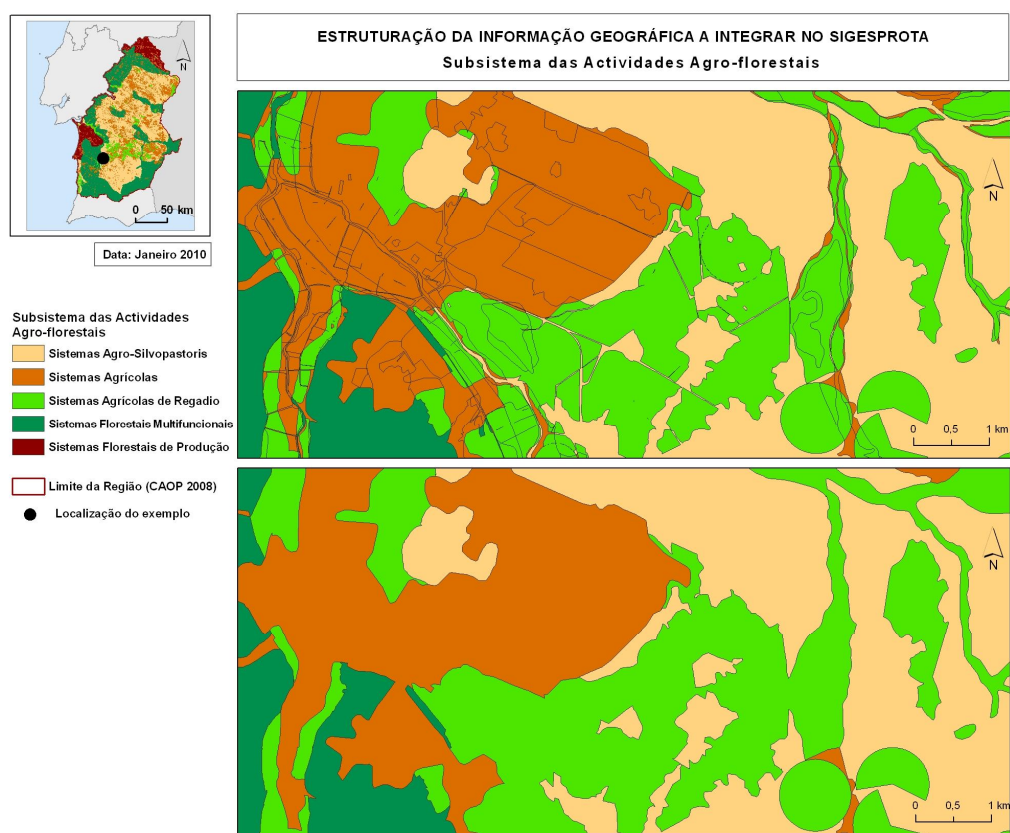 ESTRUTURAÇÃO DA INFORMAÇÃO GEOGRÁFICA A INTEGRAR NO SIGESPROTA
Subsistema das Actividades Agro-florestais
N
0 50 km
Data: Janeiro 2010
Subsistema das Actividades
Agro-florestais
Sistemas Agro-Silvopastoris
Sistemas Agrícolas
Sistemas Agrícolas de Regadio
Sistemas Florestais Multifuncionais
Sistemas Florestais de Produção
Limite da Região (CAOP 2008)
Localização do exemplo
N
0 0,5 1 km
N
0 0,5 1 km